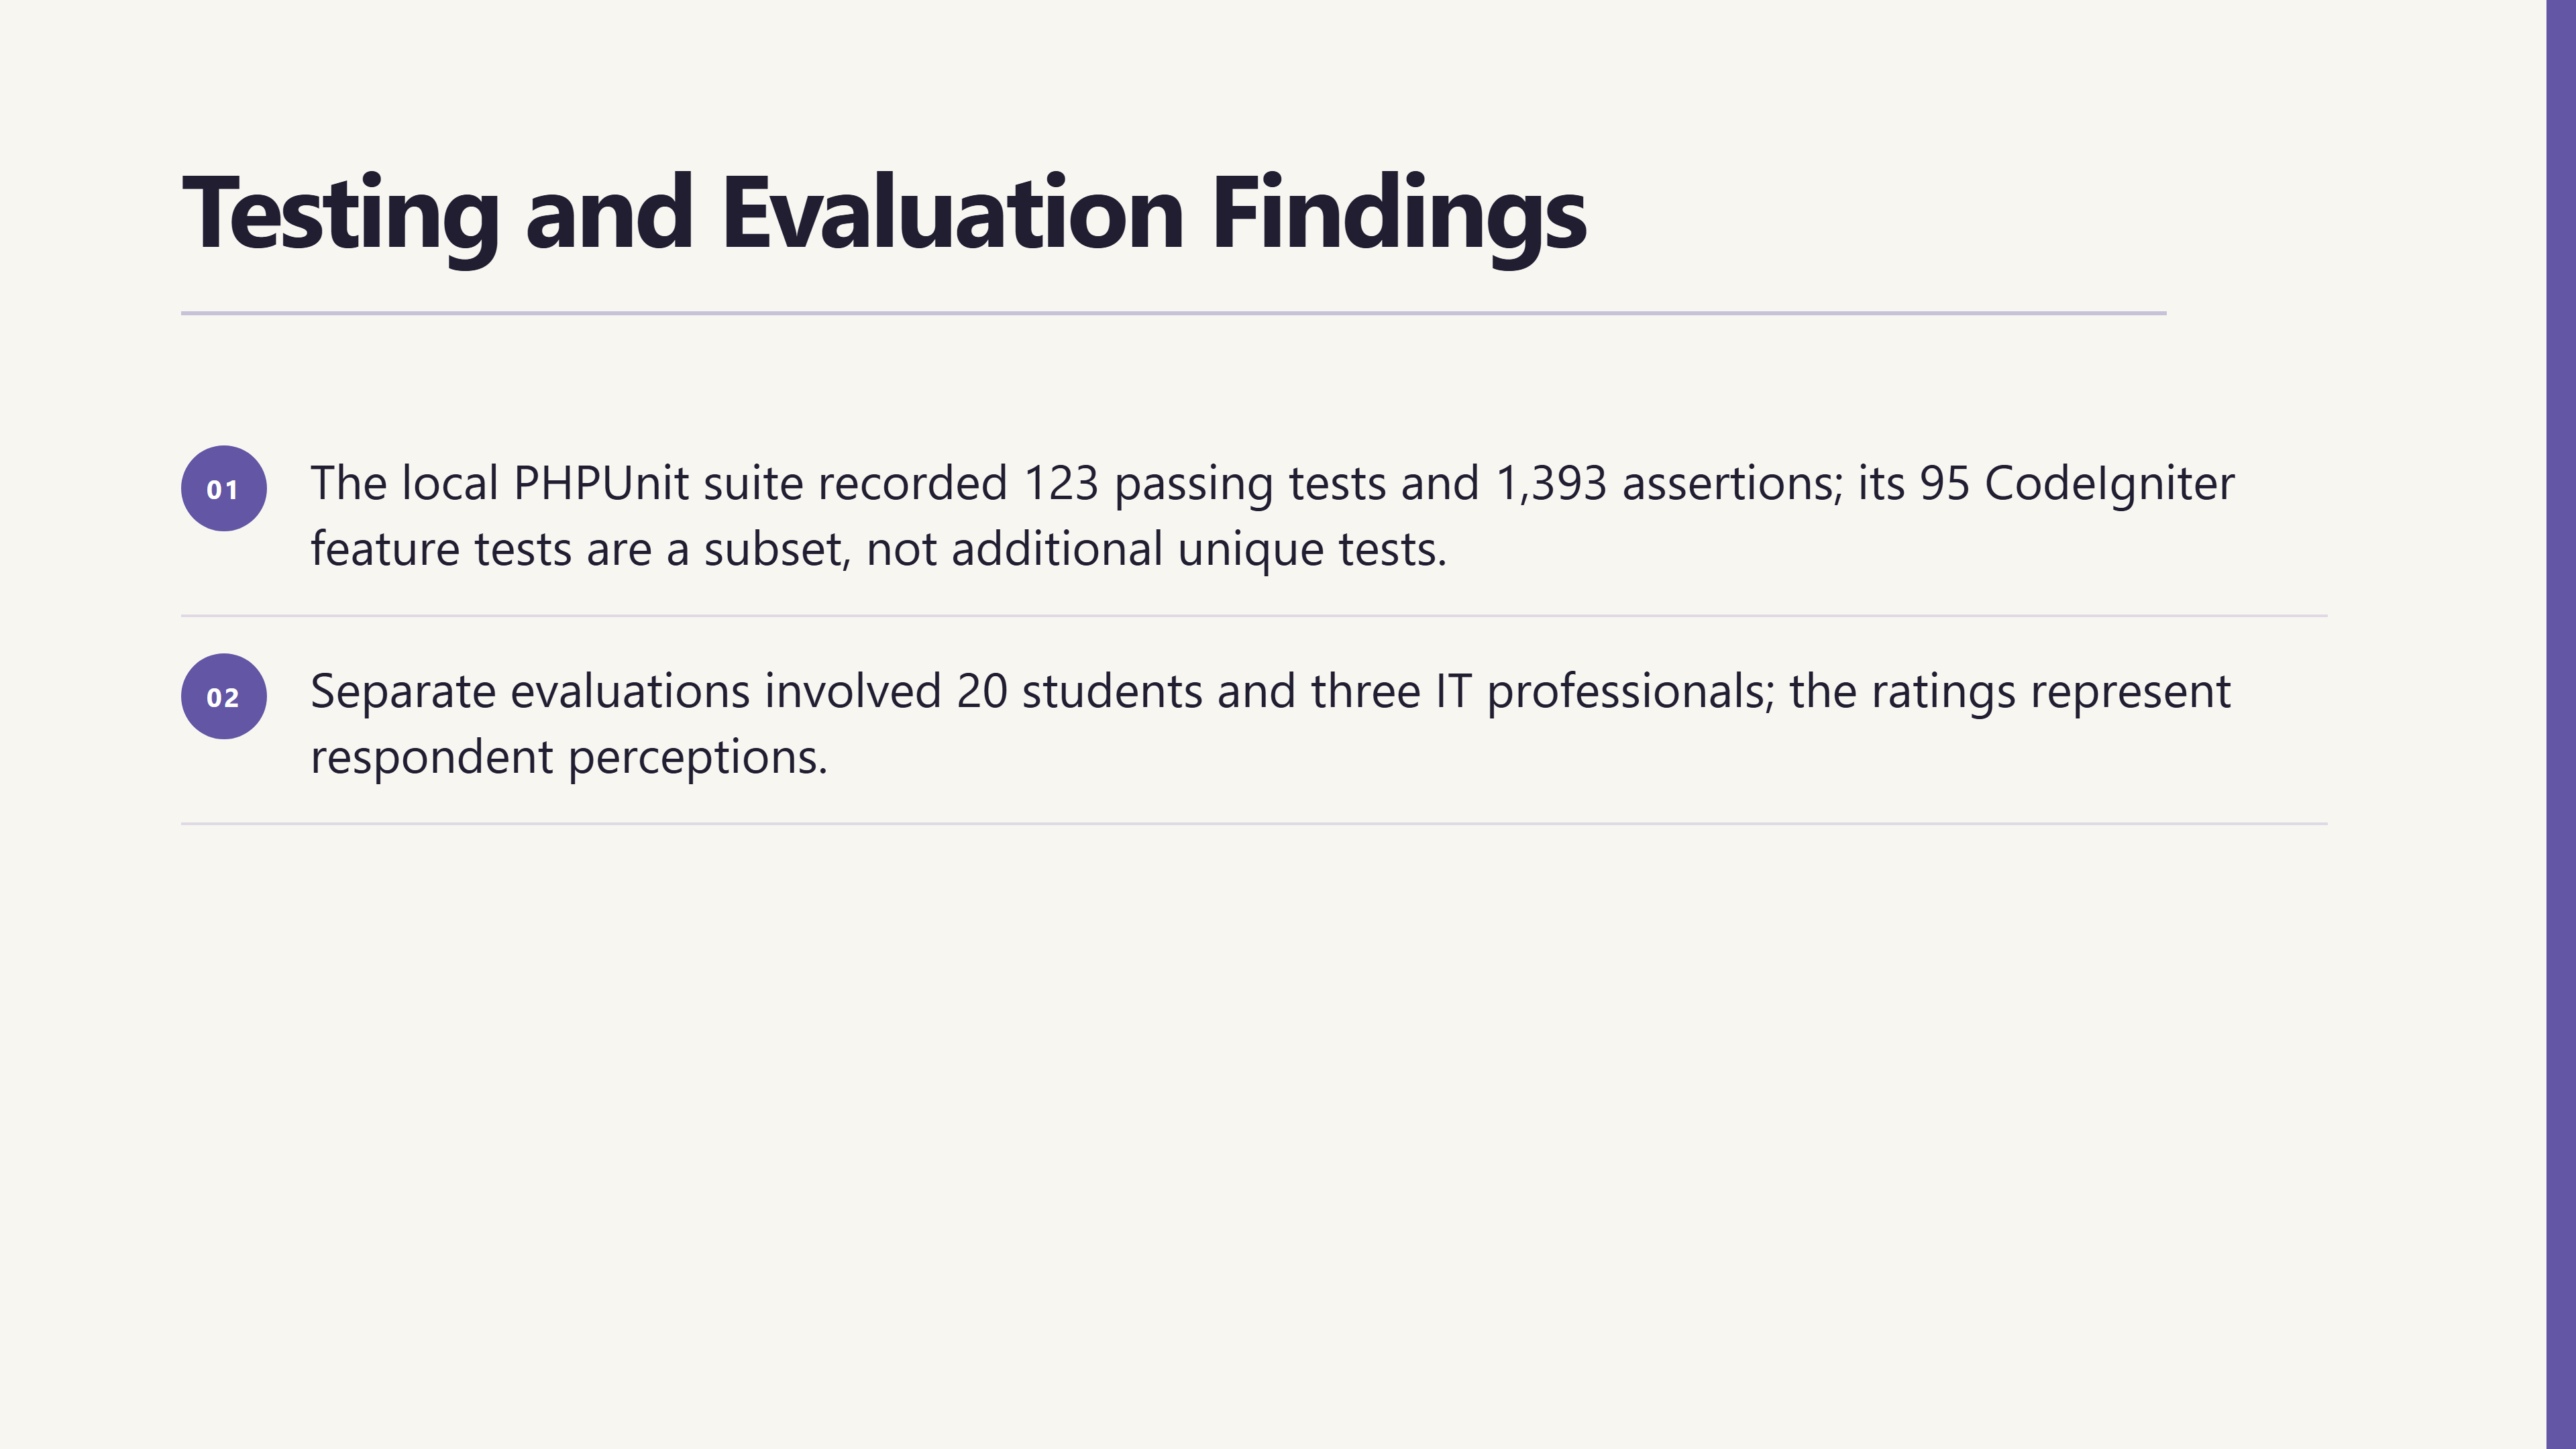 Testing and Evaluation Findings
01
The local PHPUnit suite recorded 123 passing tests and 1,393 assertions; its 95 CodeIgniter
feature tests are a subset, not additional unique tests.
02
Separate evaluations involved 20 students and three IT professionals; the ratings represent
respondent perceptions.